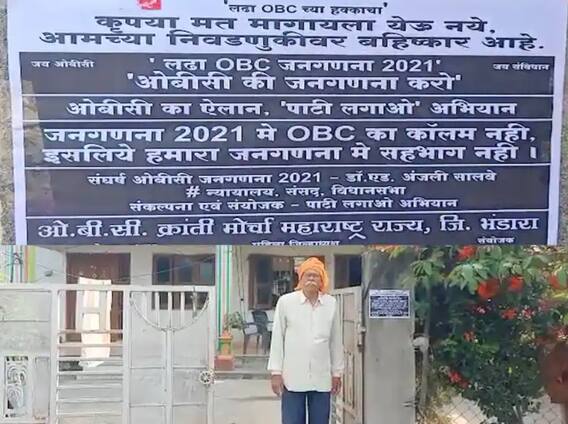 'लढा OBC च्या हक्काचा'
कृपया मत मागायला येऊ नये,
आमच्या निवडणुकीवर बहिष्कार आहे.
जय ओबीसी
' लढा OBC जनगणना 2021'
जय संविधान
'ओबीसी की जनगणना करो'
ओबीसी का ऐलान, 'पाटी लगाओ' अभियान
जनगणना 2021 मे OBC का कॉलम नही,
इसलिये हमारा जनगणना मे सहभाग नही ।
संघर्ष ओबीसी जनगणना 2021 - डॉ.एड. अंजली साळवे
# न्यायालय, संसद, विधानसभा
संकल्पना एवं संयोजक - पाटी लगाओ अभियान
ओ.बी.सी. क्रांती मोर्चा महाराष्ट्र राज्य, जि. भंडारा
संयोजक